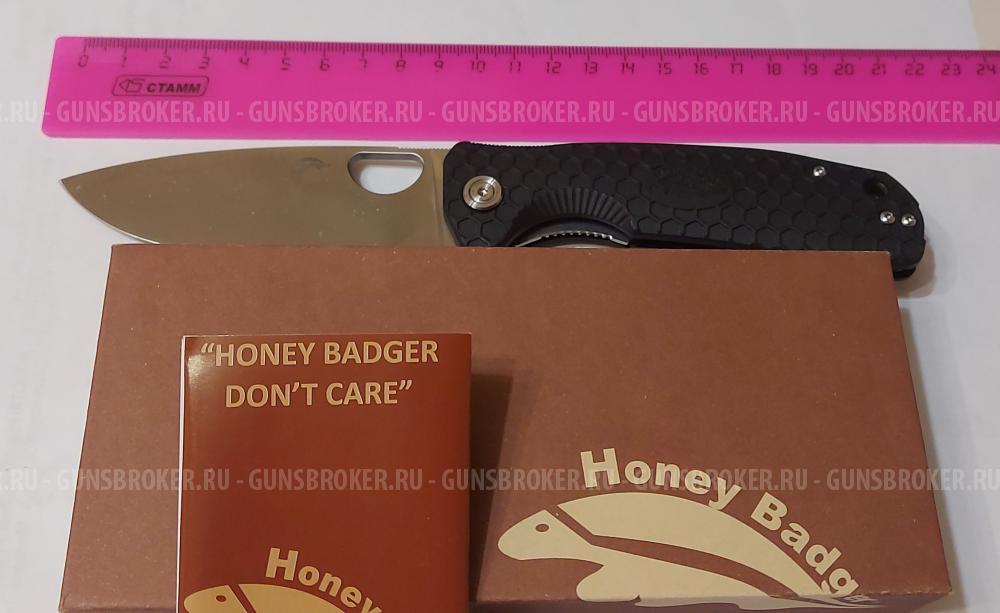 0 1 2 3 4 5 6 7 8 9 10 11 12 13 14 15 16 17 18 19 20 21 22 23 24
СТАММ
GUNSBROKER.RU - GUNSBROKER.RU - GUNSBROKER.RU - GUNSBROKER.RU - GUNSBROKER.RU
“HONEY BADGER
DON’T CARE”
Honey Badge
GUNSBROKER.RU - GUNSBROKER.RU - GUNSBROKER.RU - GUNSBROKER.RU - GUNSBROKER.RU
Honey